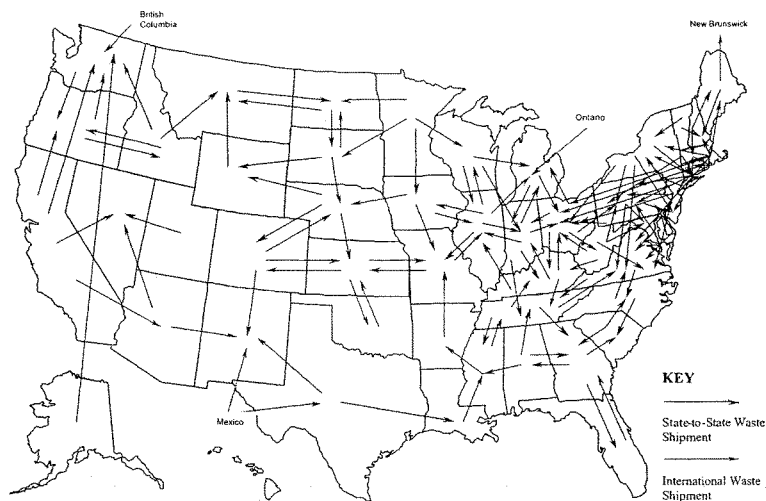 British
Columbia
New Brunswick
Ontario
Mexico
KEY
State-to-State Waste
Shipment
International Waste
Shipment